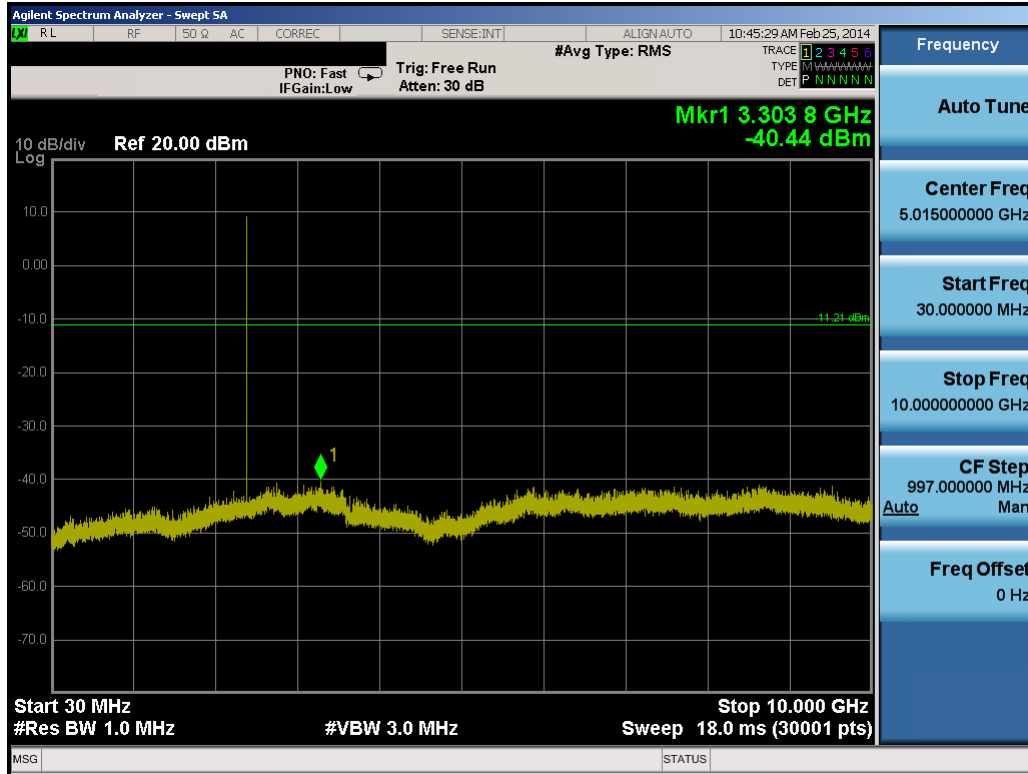 Agilent Spectrum Analyzer - Swept SA
LXI RL RF 50 Ω AC CORREC SENSE:INT ALIGN AUTO 10:45:29 AM Feb 25, 2014
#Avg Type: RMS
TRACE 1 2 3 4 5 6
PNO: Fast Trig: Free Run
TYPE M WWWWW
IFGain:Low Atten: 30 dB
DET P N N N N N
Mkr1 3.303 8 GHz
-40.44 dBm
10 dB/div Ref 20.00 dBm
Log
10.0
0.00
-10.0
-11.21 dBm
-20.0
-30.0
1
-40.0
-50.0
-60.0
-70.0
Start 30 MHz Stop 10.000 GHz
#Res BW 1.0 MHz #VBW 3.0 MHz Sweep 18.0 ms (30001 pts)
MSG STATUS
Frequency
Auto Tune
Center Freq
5.015000000 GHz
Start Freq
30.000000 MHz
Stop Freq
10.000000000 GHz
CF Step
997.000000 MHz
Auto Man
Freq Offset
0 Hz